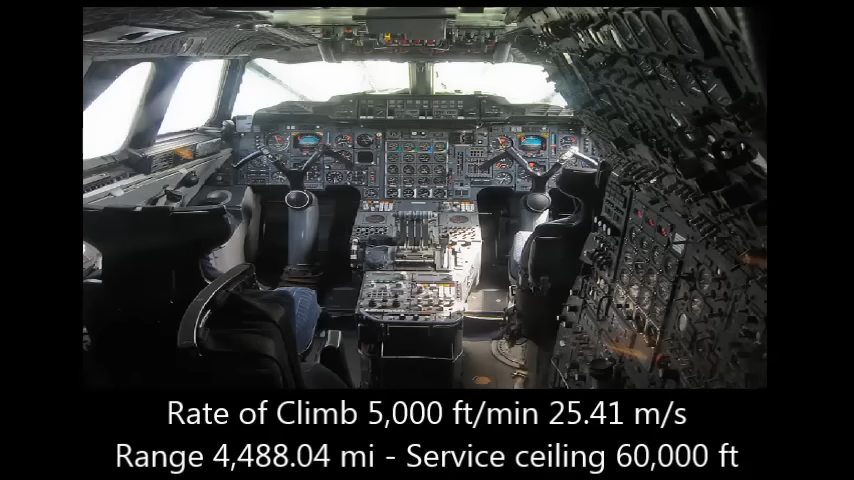 Rate of Climb 5,000 ft/min 25.41 m/s
Range 4,488.04 mi - Service ceiling 60,000 ft